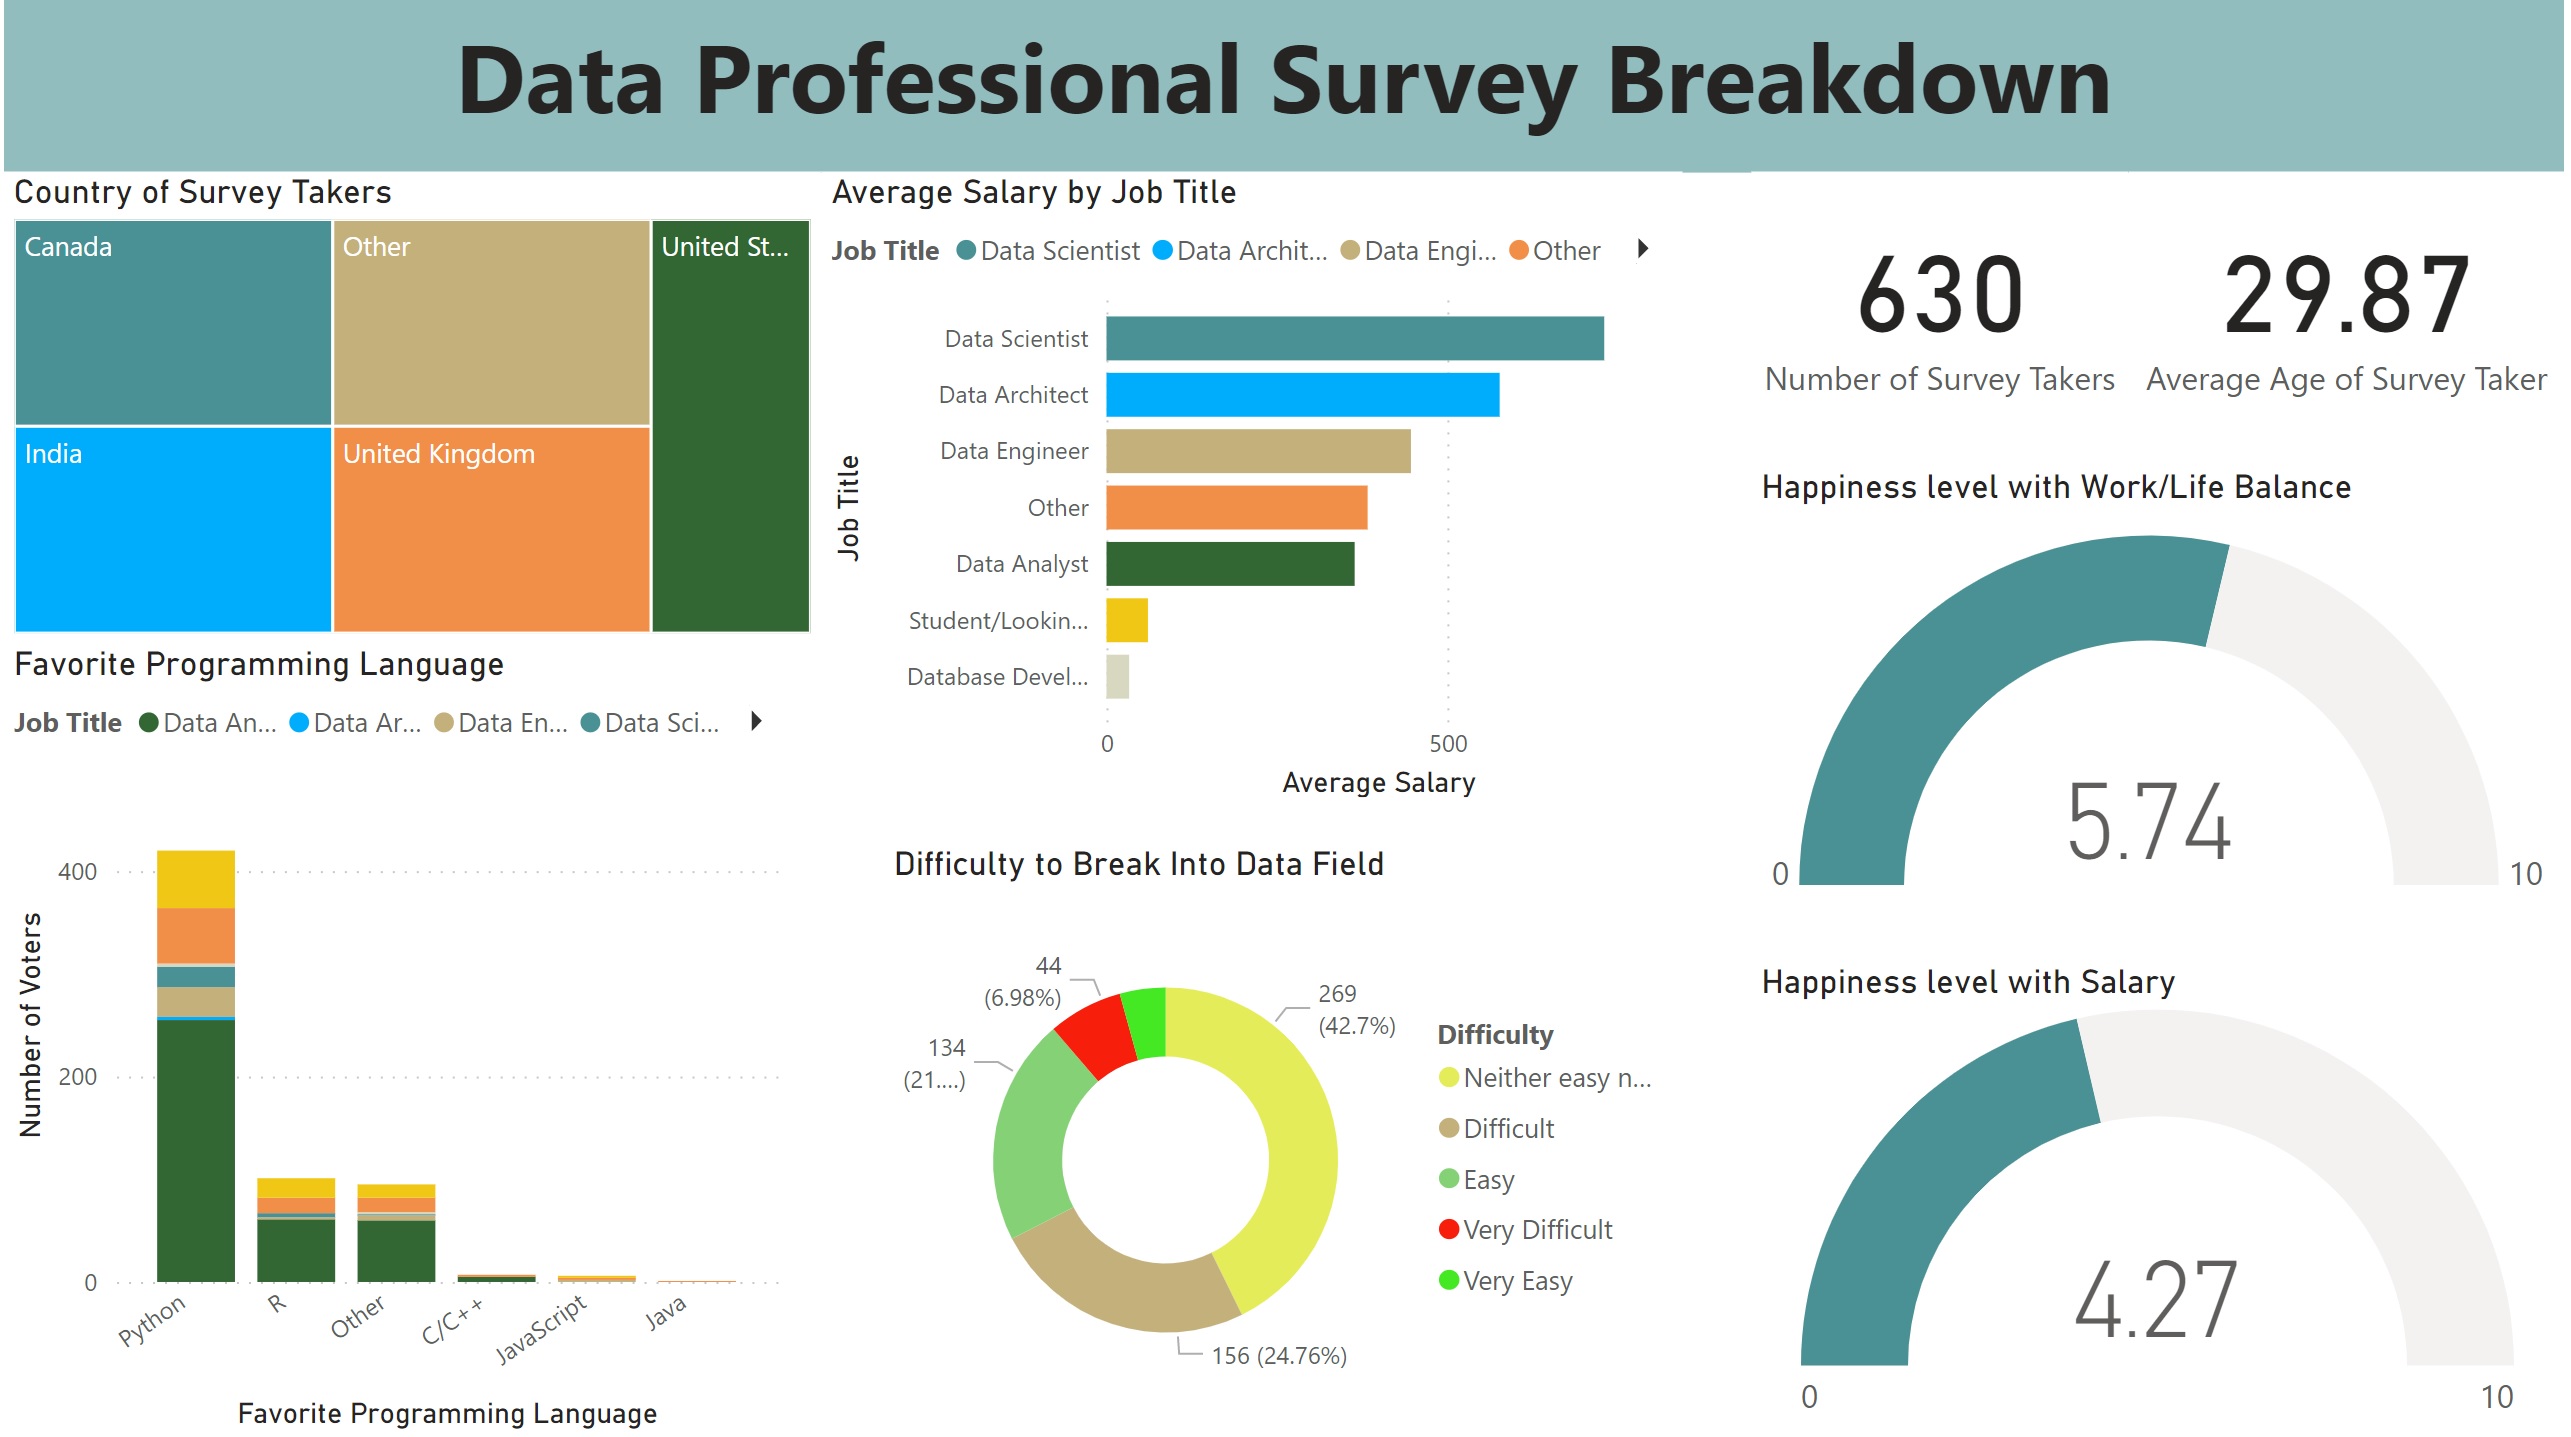 Data Professional Survey Breakdown
Country of Survey Takers
Canada
Other
United St...
India
United Kingdom
Average Salary by Job Title
Job Title Data Scientist Data Archit... Data Engi... Other
Job Title
Data Scientist
Data Architect
Data Engineer
Other
Data Analyst
Student/Lookin...
Database Devel...
0 500
Average Salary
630
Number of Survey Takers
29.87
Average Age of Survey Taker
Favorite Programming Language
Job Title Data An... Data Ar... Data En... Data Sci...
Number of Voters
400
200
0
Python R Other C/C++ JavaScript Java
Favorite Programming Language
Difficulty to Break Into Data Field
44
(6.98%)
269
(42.7%)
134
(21....)
156 (24.76%)
Difficulty
Neither easy n...
Difficult
Easy
Very Difficult
Very Easy
Happiness level with Work/Life Balance
5.74
0 10
Happiness level with Salary
4.27
0 10